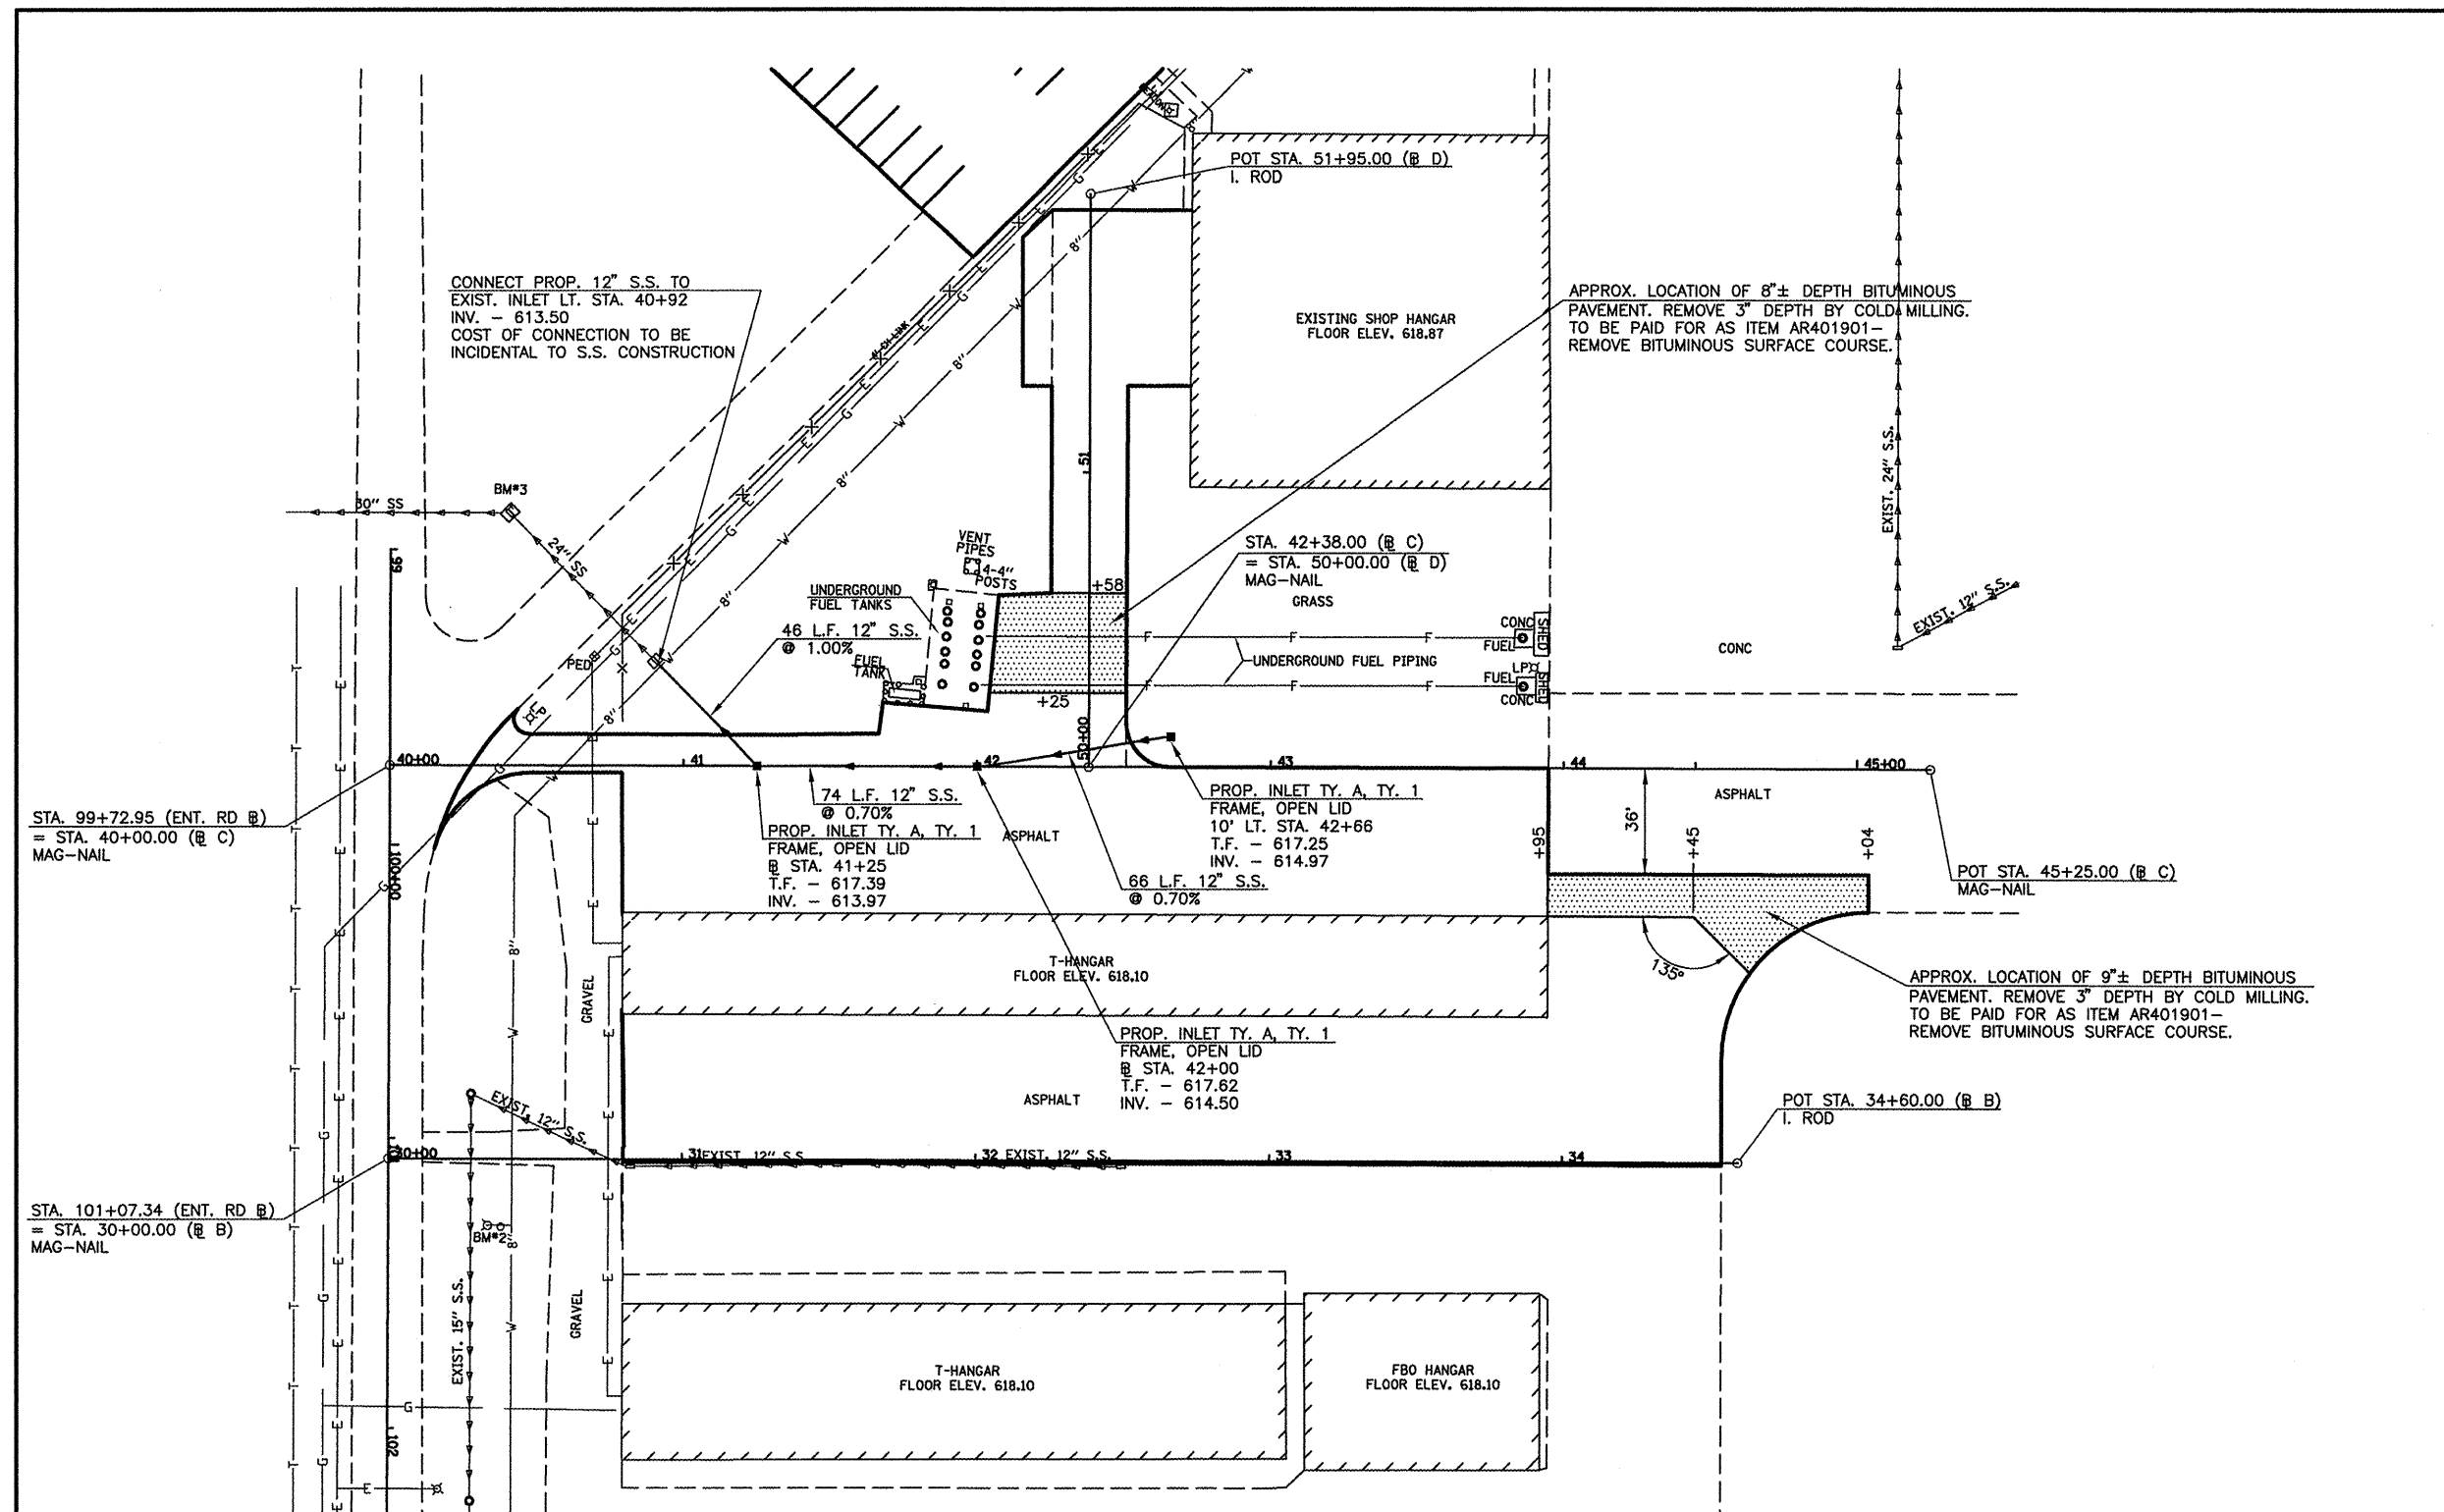 POT STA. 51+95.00 (℄ D)
I. ROD
CONNECT PROP. 12" S.S. TO
EXIST. INLET LT. STA. 40+92
INV. – 613.50
COST OF CONNECTION TO BE
INCIDENTAL TO S.S. CONSTRUCTION
EXISTING SHOP HANGAR
FLOOR ELEV. 618.87
APPROX. LOCATION OF 8"± DEPTH BITUMINOUS
PAVEMENT. REMOVE 3" DEPTH BY COLD MILLING.
TO BE PAID FOR AS ITEM AR401901–
REMOVE BITUMINOUS SURFACE COURSE.
EXIST. 24" S.S.
EXIST. 12" S.S.
BM#3
30" SS
24" SS
99
51
VENT
PIPES
4-4"
POSTS
UNDERGROUND
FUEL TANKS
FUEL
TANK
46 L.F. 12" S.S.
@ 1.00%
+58
+25
STA. 42+38.00 (℄ C)
= STA. 50+00.00 (℄ D)
MAG-NAIL
GRASS
CONC
FUEL
SHED
UNDERGROUND FUEL PIPING
LP
FUEL
CONC
SHED
CONC
PED
LP
50+00
40+00
41
42
43
44
45+00
STA. 99+72.95 (ENT. RD ℄)
= STA. 40+00.00 (℄ C)
MAG-NAIL
74 L.F. 12" S.S.
@ 0.70%
PROP. INLET TY. A, TY. 1
FRAME, OPEN LID
℄ STA. 41+25
T.F. – 617.39
INV. – 613.97
ASPHALT
PROP. INLET TY. A, TY. 1
FRAME, OPEN LID
10' LT. STA. 42+66
T.F. – 617.25
INV. – 614.97
66 L.F. 12" S.S.
@ 0.70%
ASPHALT
36'
+95
+45
+04
POT STA. 45+25.00 (℄ C)
MAG-NAIL
100+00
135°
T-HANGAR
FLOOR ELEV. 618.10
APPROX. LOCATION OF 9"± DEPTH BITUMINOUS
PAVEMENT. REMOVE 3" DEPTH BY COLD MILLING.
TO BE PAID FOR AS ITEM AR401901–
REMOVE BITUMINOUS SURFACE COURSE.
GRAVEL
PROP. INLET TY. A, TY. 1
FRAME, OPEN LID
℄ STA. 42+00
T.F. – 617.62
INV. – 614.50
ASPHALT
POT STA. 34+60.00 (℄ B)
I. ROD
EXIST. 12" S.S.
30+00
31
EXIST. 12" S.S.
32
EXIST. 12" S.S.
33
34
STA. 101+07.34 (ENT. RD ℄)
= STA. 30+00.00 (℄ B)
MAG-NAIL
BM#2
EXIST. 15" S.S.
GRAVEL
T-HANGAR
FLOOR ELEV. 618.10
FBO HANGAR
FLOOR ELEV. 618.10
102